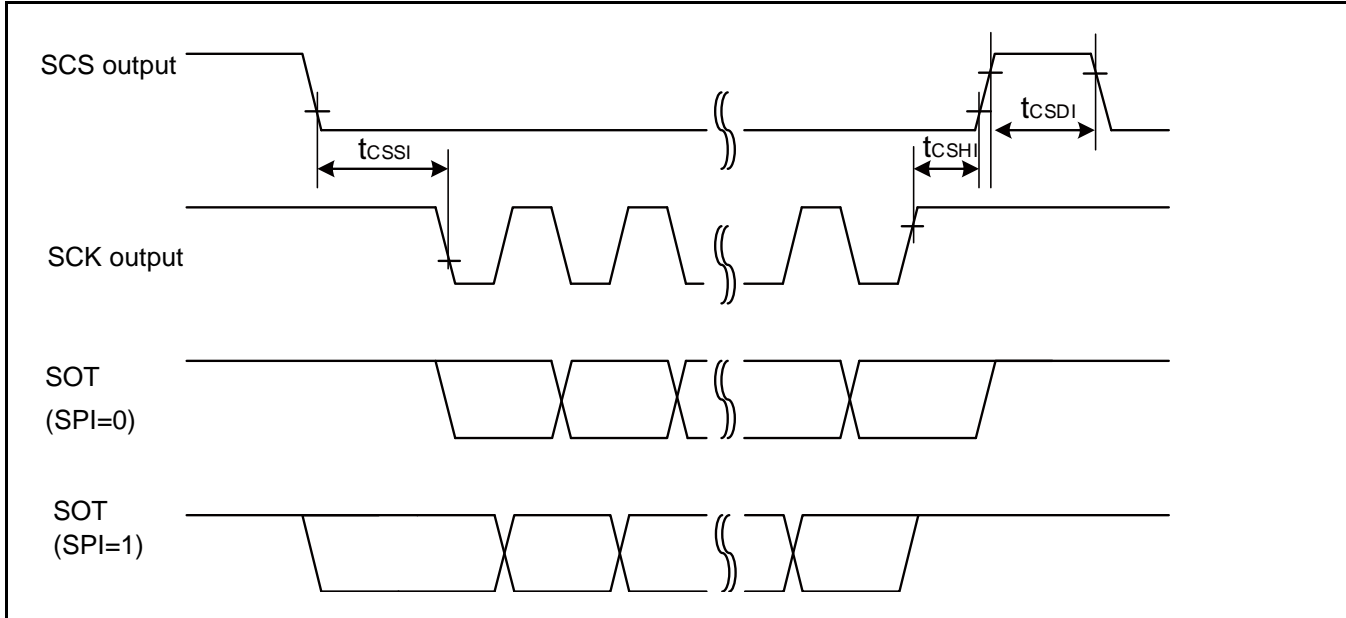 SCS output
tCSDI
tCSSI
tCSHI
SCK output
SOT
(SPI=0)
SOT
(SPI=1)